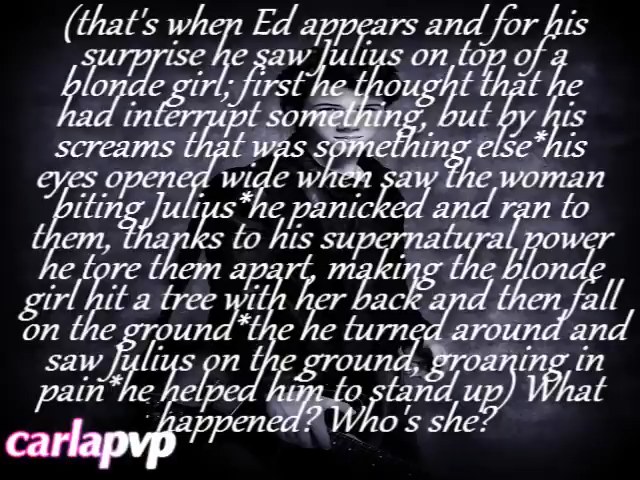 (that's when Ed appears and for his
surprise he saw Julius on top of a
blonde girl; first he thought that he
had interrupt something, but by his
screams that was something else*his
eyes opened wide when saw the woman
biting Julius*he panicked and ran to
them, thanks to his supernatural power
he tore them apart, making the blonde
girl hit a tree with her back and then fall
on the ground*the he turned around and
saw Julius on the ground, groaning in
pain*he helped him to stand up) What
happened? Who's she?
carlapvp